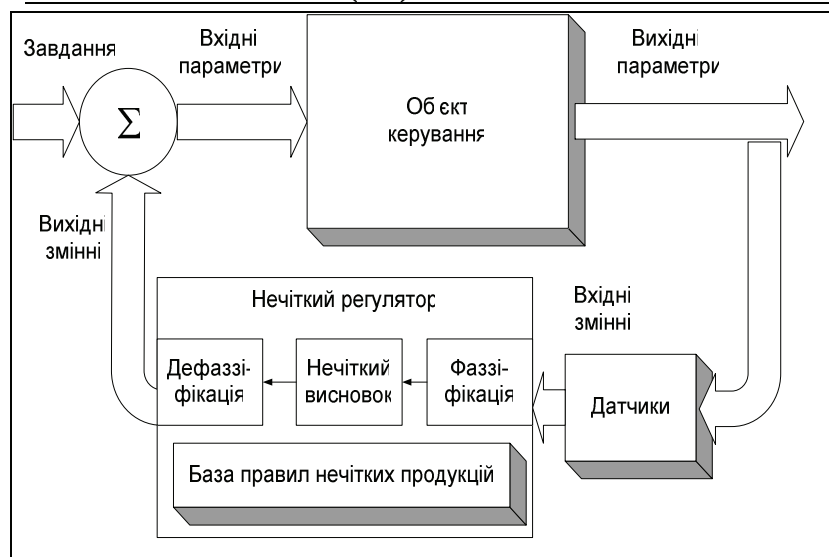 Завдання
Вхідні
параметри
Вихідні
параметри
Σ
Об'єкт
керування
Вихідні
змінні
Нечіткий регулятор
Вхідні
змінні
Дефаззі-
фікація
Нечіткий
висновок
Фаззі-
фікація
Датчики
База правил нечітких продукцій